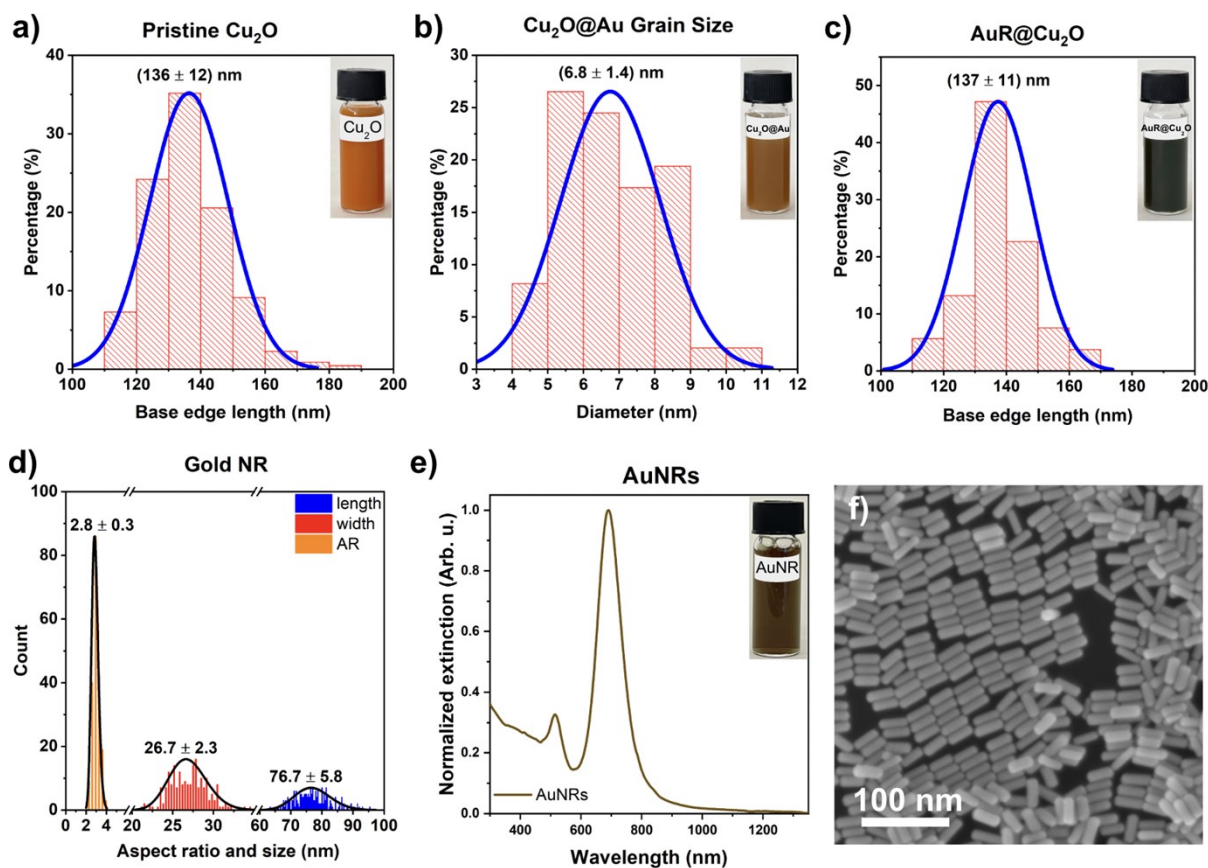 a)
Pristine Cu₂O
(136 ± 12) nm
Cu₂O
40
35
30
25
20
15
10
5
0
Percentage (%)
100 120 140 160 180 200
Base edge length (nm)
b)
Cu₂O@Au Grain Size
(6.8 ± 1.4) nm
Cu₂O@Au
30
25
20
15
10
5
0
Percentage (%)
3 4 5 6 7 8 9 10 11 12
Diameter (nm)
c)
AuR@Cu₂O
(137 ± 11) nm
AuR@Cu₂O
50
40
30
20
10
0
Percentage (%)
100 120 140 160 180 200
Base edge length (nm)
d)
Gold NR
100
80
60
40
20
0
Count
2.8 ± 0.3
26.7 ± 2.3
76.7 ± 5.8
length
width
AR
0 2 4 20 25 30 60 70 80 90 100
Aspect ratio and size (nm)
e)
AuNRs
AuNR
1.0
0.8
0.6
0.4
0.2
0.0
Normalized extinction (Arb. u.)
AuNRs
400 600 800 1000 1200
Wavelength (nm)
f)
100 nm